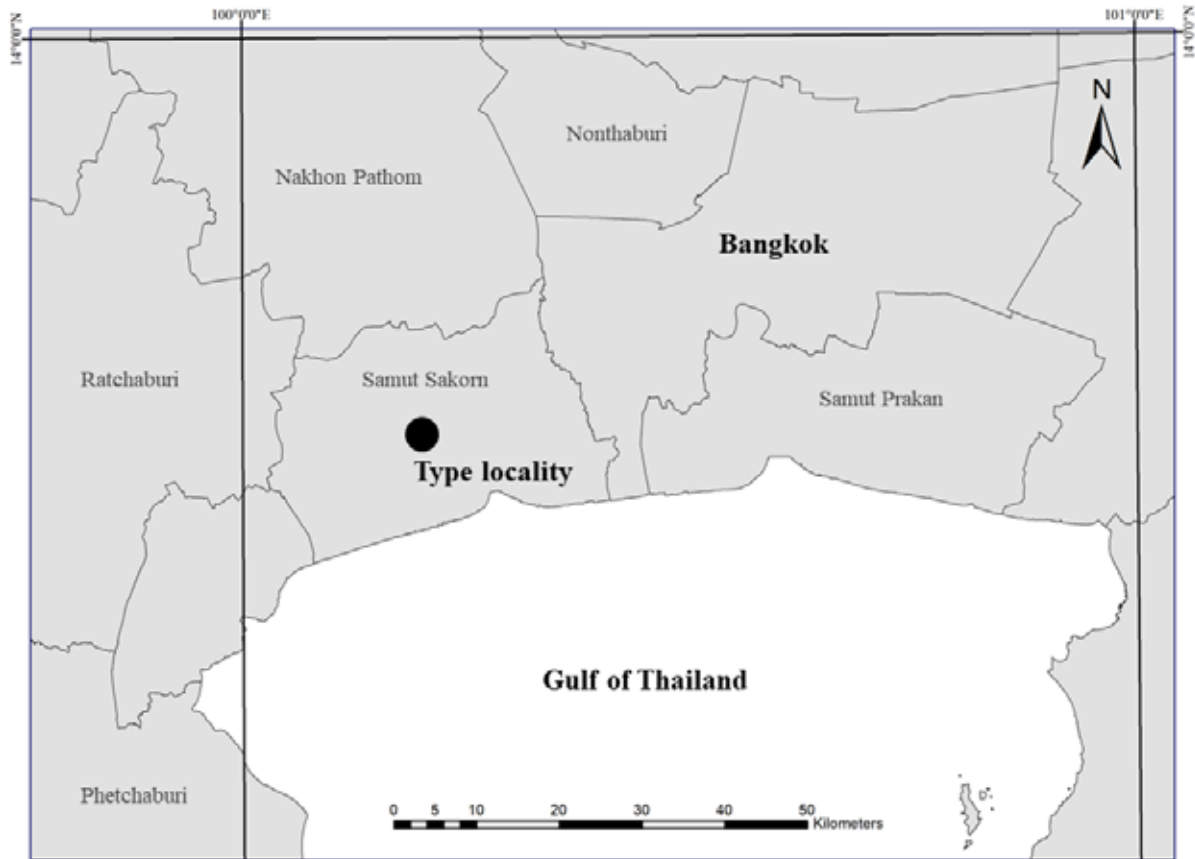 100°0'0"E
101°0'0"E
14°0'0"N
14°0'0"N
N
Nonthaburi
Nakhon Pathom
Bangkok
Ratchaburi
Samut Sakorn
Samut Prakan
Type locality
Gulf of Thailand
Phetchaburi
0 5 10 20 30 40 50
Kilometers